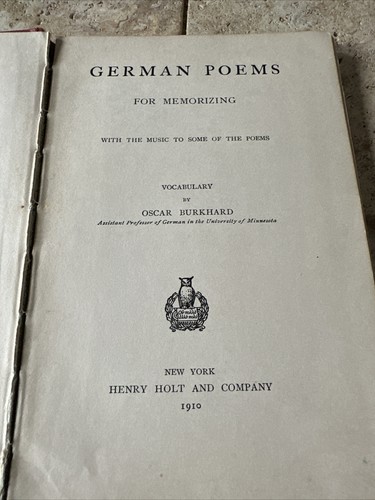 GERMAN POEMS
FOR MEMORIZING
WITH THE MUSIC TO SOME OF THE POEMS
VOCABULARY
BY
OSCAR BURKHARD
Assistant Professor of German in the University of Minnesota
NEW YORK
HENRY HOLT AND COMPANY
1910